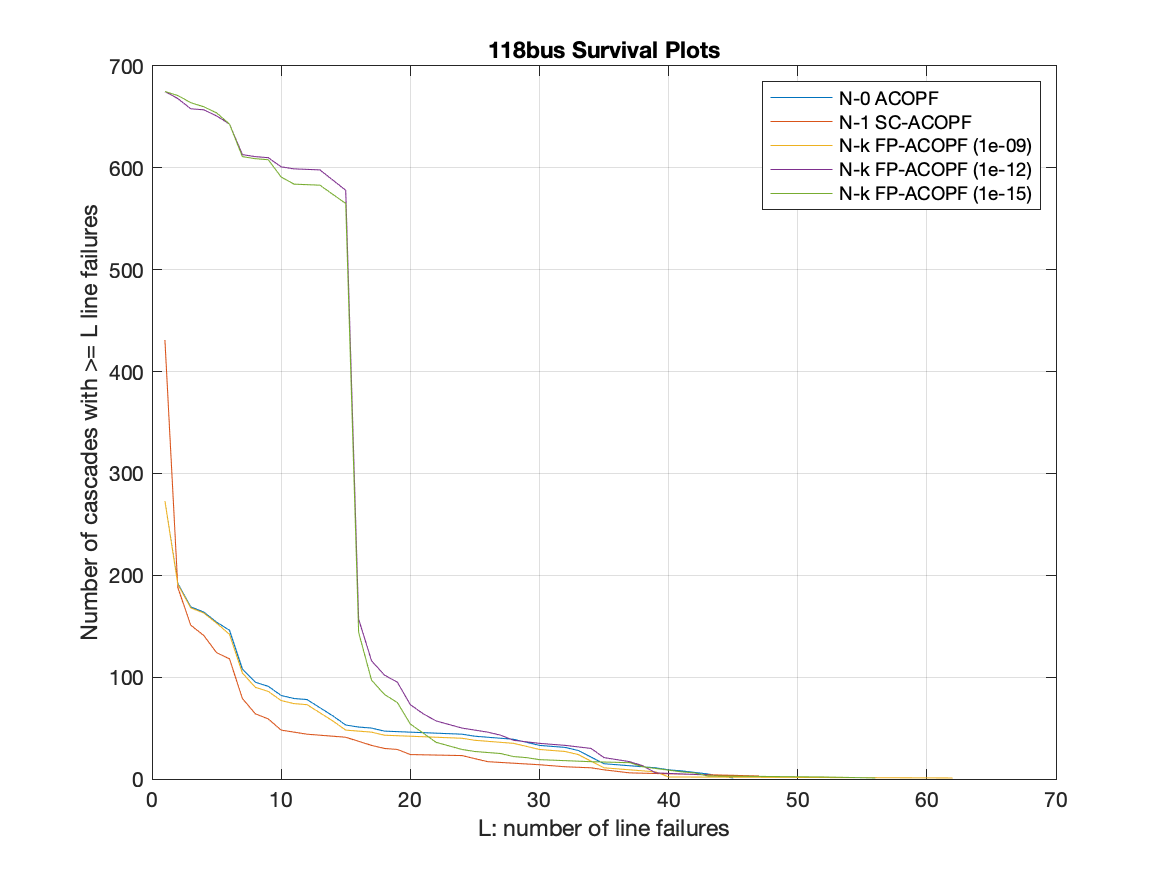 118bus Survival Plots
700
600
500
400
300
200
100
0
Number of cascades with >= L line failures
N-0 ACOPF
N-1 SC-ACOPF
N-k FP-ACOPF (1e-09)
N-k FP-ACOPF (1e-12)
N-k FP-ACOPF (1e-15)
0 10 20 30 40 50 60 70
L: number of line failures